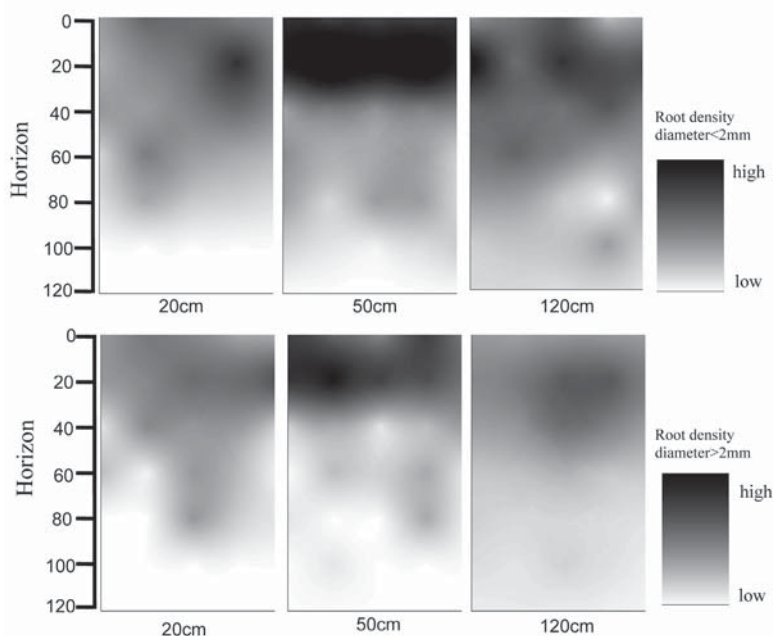 0
20
40
60
80
100
120
Horizon
20cm
50cm
120cm
Root density
diameter<2mm
high
low
0
20
40
60
80
100
120
Horizon
20cm
50cm
120cm
Root density
diameter>2mm
high
low